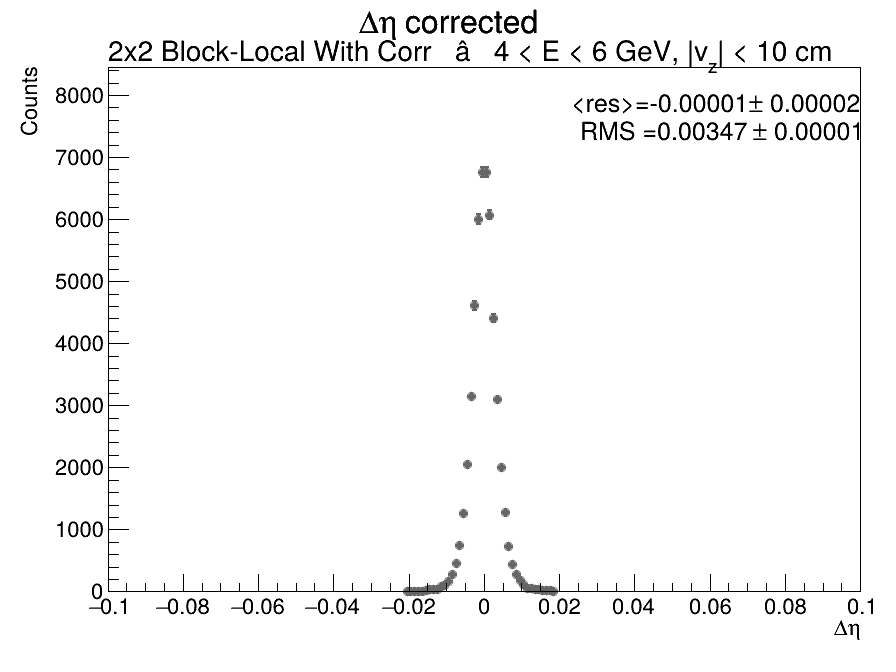 Δη corrected
2x2 Block-Local With Corr â 4 < E < 6 GeV, |v_z| < 10 cm
Counts
<res>=-0.00001± 0.00002
RMS =0.00347 ± 0.00001
8000
7000
6000
5000
4000
3000
2000
1000
0
−0.1 −0.08 −0.06 −0.04 −0.02 0 0.02 0.04 0.06 0.08 0.1
Δη